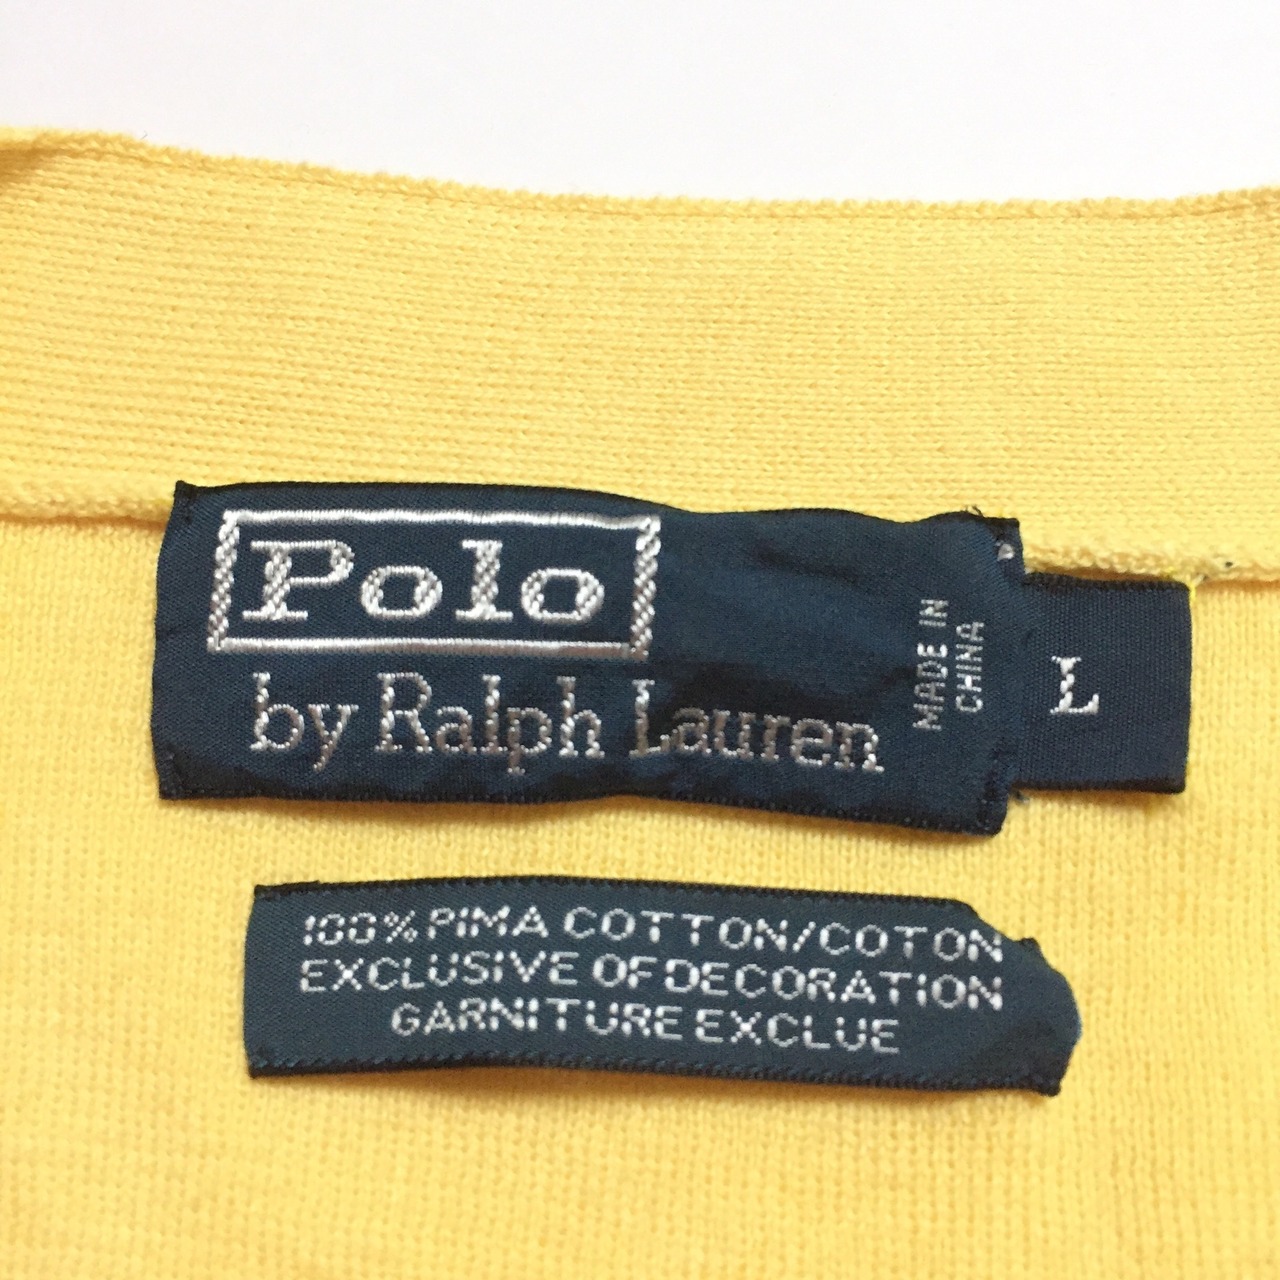 Polo
by Ralph Lauren
MADE IN
CHINA
L
100% PIMA COTTON/COTON
EXCLUSIVE OF DECORATION
GARNITURE EXCLUE